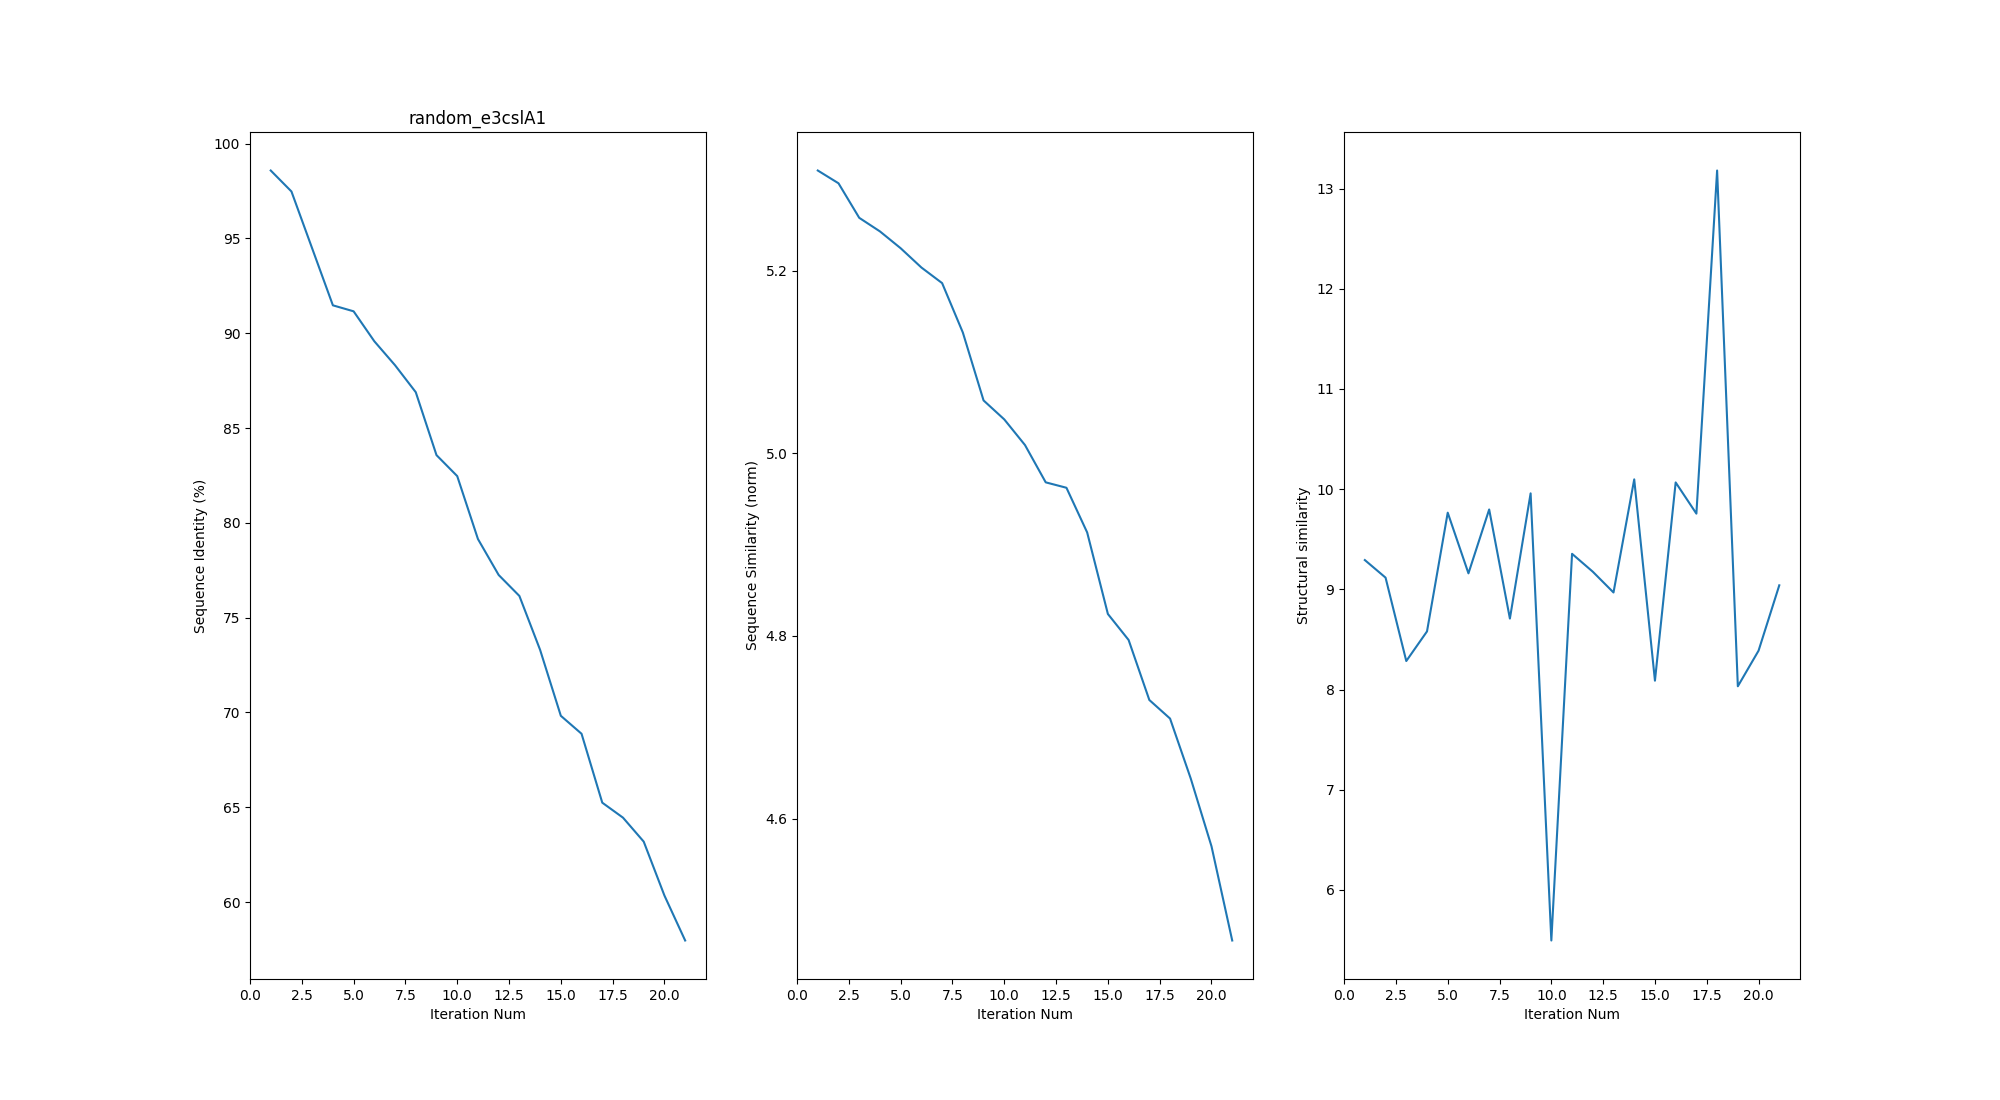 random_e3cslA1
100
95
90
85
80
75
70
65
60
Sequence Identity (%)
0.0 2.5 5.0 7.5 10.0 12.5 15.0 17.5 20.0
Iteration Num
5.2
5.0
4.8
4.6
Sequence Similarity (norm)
0.0 2.5 5.0 7.5 10.0 12.5 15.0 17.5 20.0
Iteration Num
13
12
11
10
9
8
7
6
Structural similarity
0.0 2.5 5.0 7.5 10.0 12.5 15.0 17.5 20.0
Iteration Num